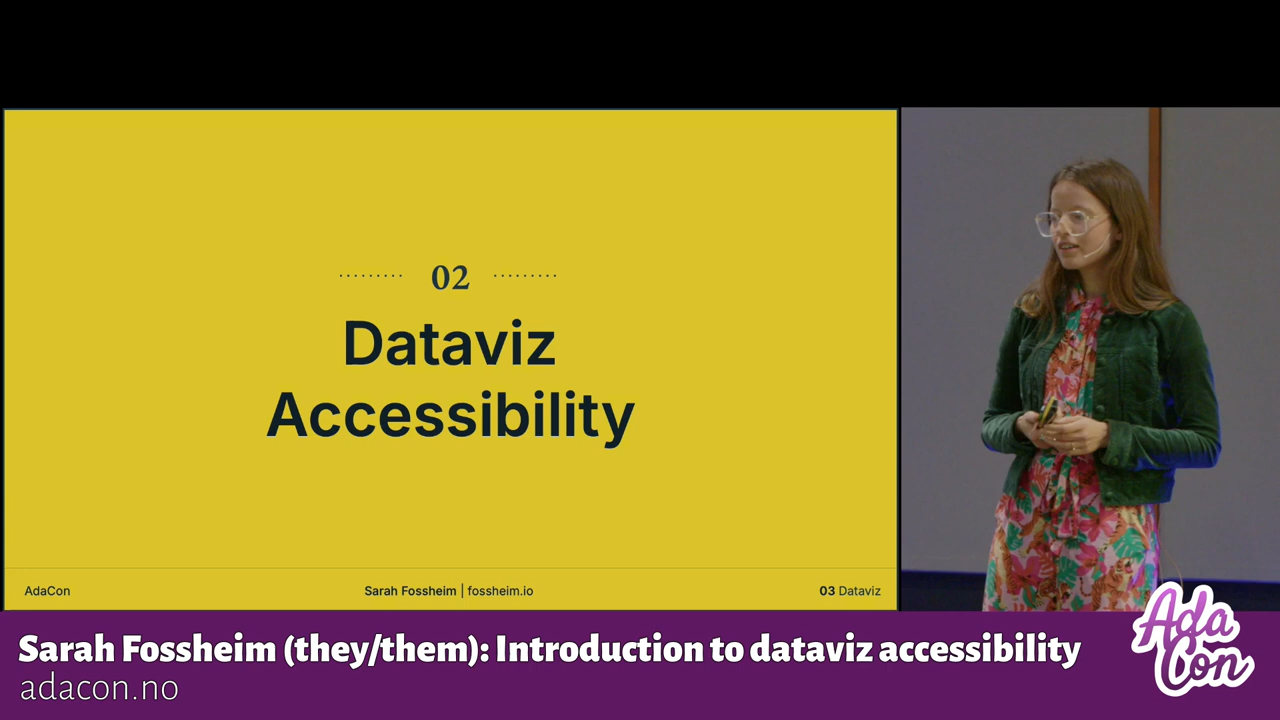 02
Dataviz
Accessibility
AdaCon
Sarah Fossheim | fossheim.io
03 Dataviz
Sarah Fossheim (they/them): Introduction to dataviz accessibility
adacon.no
Ada
Con